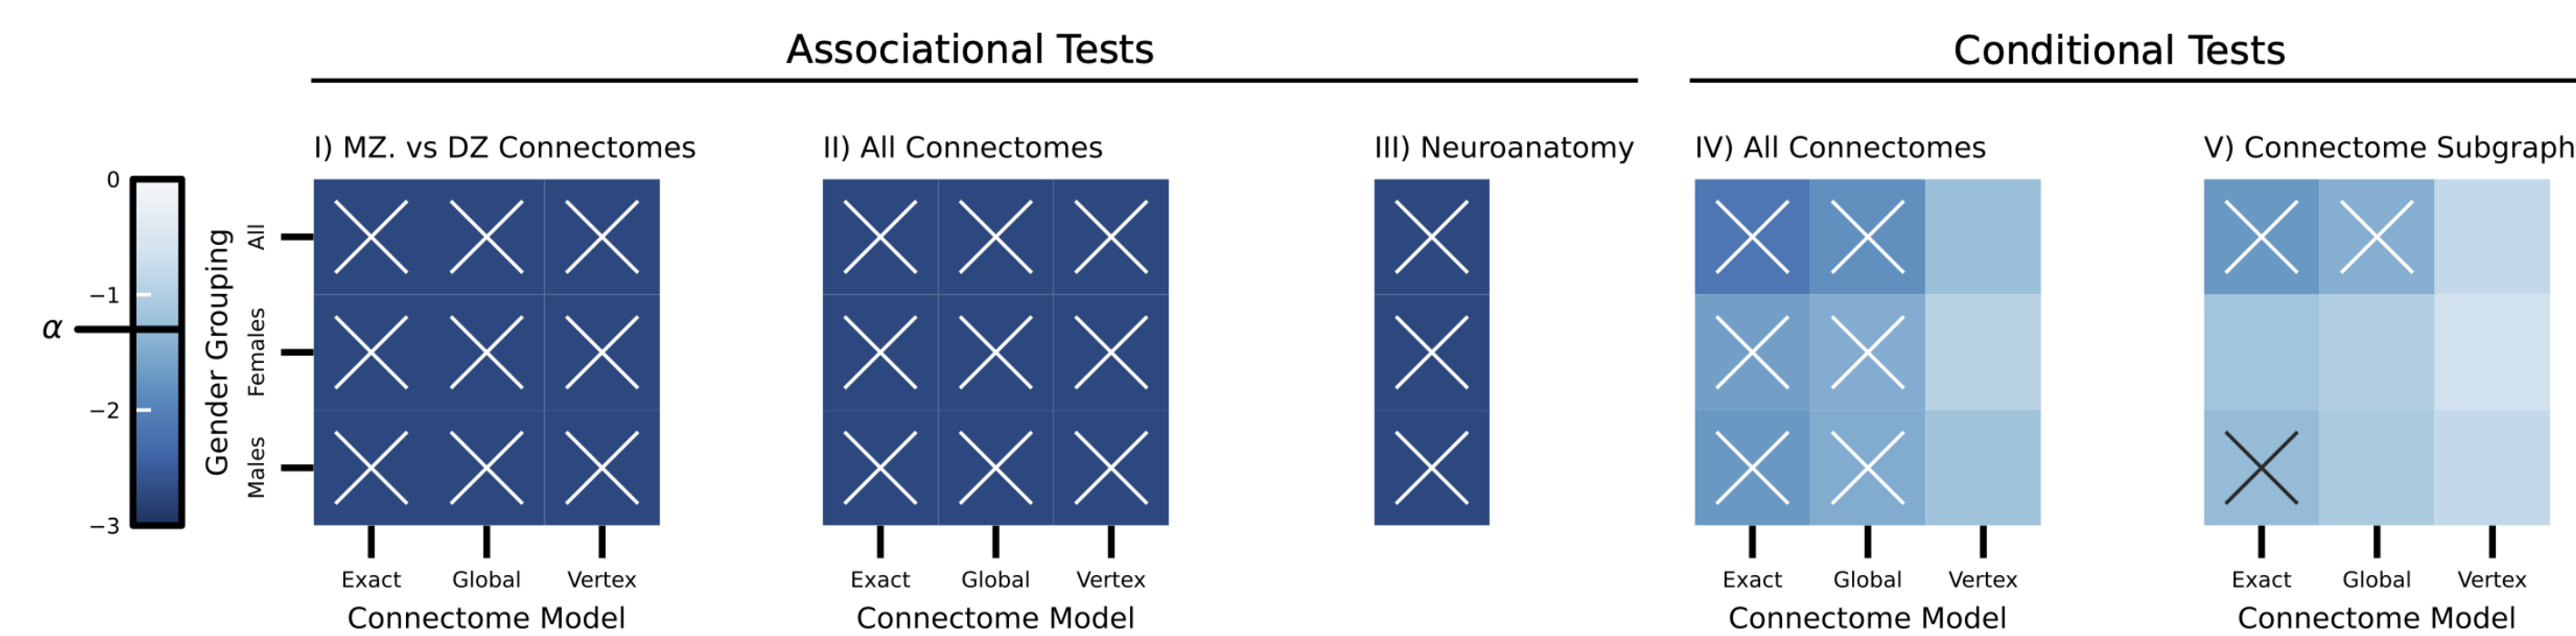 Associational Tests
Conditional Tests
I) MZ. vs DZ Connectomes
II) All Connectomes
III) Neuroanatomy
IV) All Connectomes
V) Connectome Subgraph
0
−1
α
−2
−3
Gender Grouping
All
Females
Males
Exact Global Vertex
Connectome Model
Exact Global Vertex
Connectome Model
Exact Global Vertex
Connectome Model
Exact Global Vertex
Connectome Model